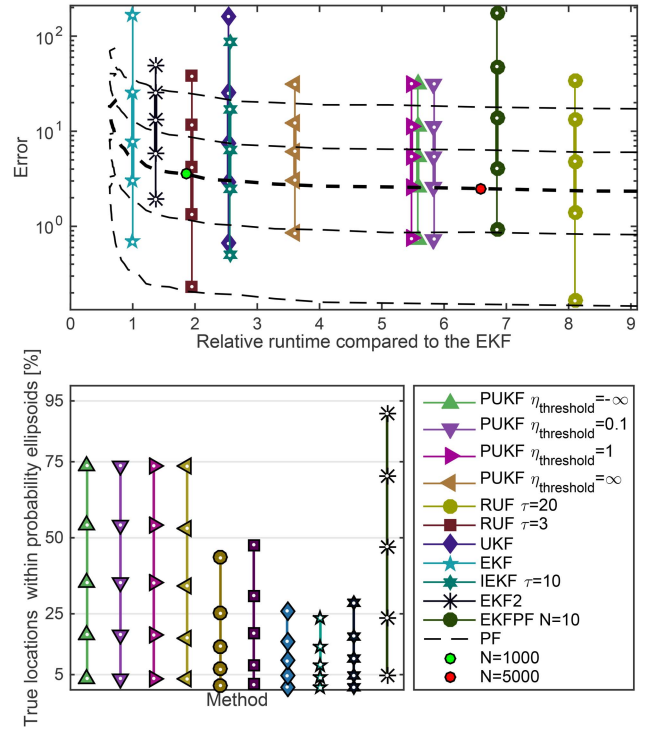 10²
10¹
10⁰
Error
0 1 2 3 4 5 6 7 8 9
Relative runtime compared to the EKF
True locations within probability ellipsoids [%]
95
75
50
25
5
Method
PUKF η_threshold=-∞
PUKF η_threshold=0.1
PUKF η_threshold=1
PUKF η_threshold=∞
RUF τ=20
RUF τ=3
UKF
EKF
IEKF τ=10
EKF2
EKFPF N=10
PF
N=1000
N=5000